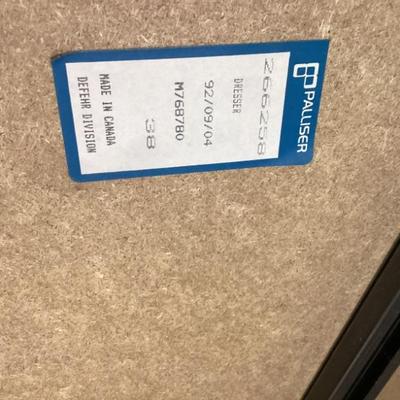 PALLISER
266258
DRESSER
92/09/04
M768780
38
MADE IN CANADA
DEFEHR DIVISION